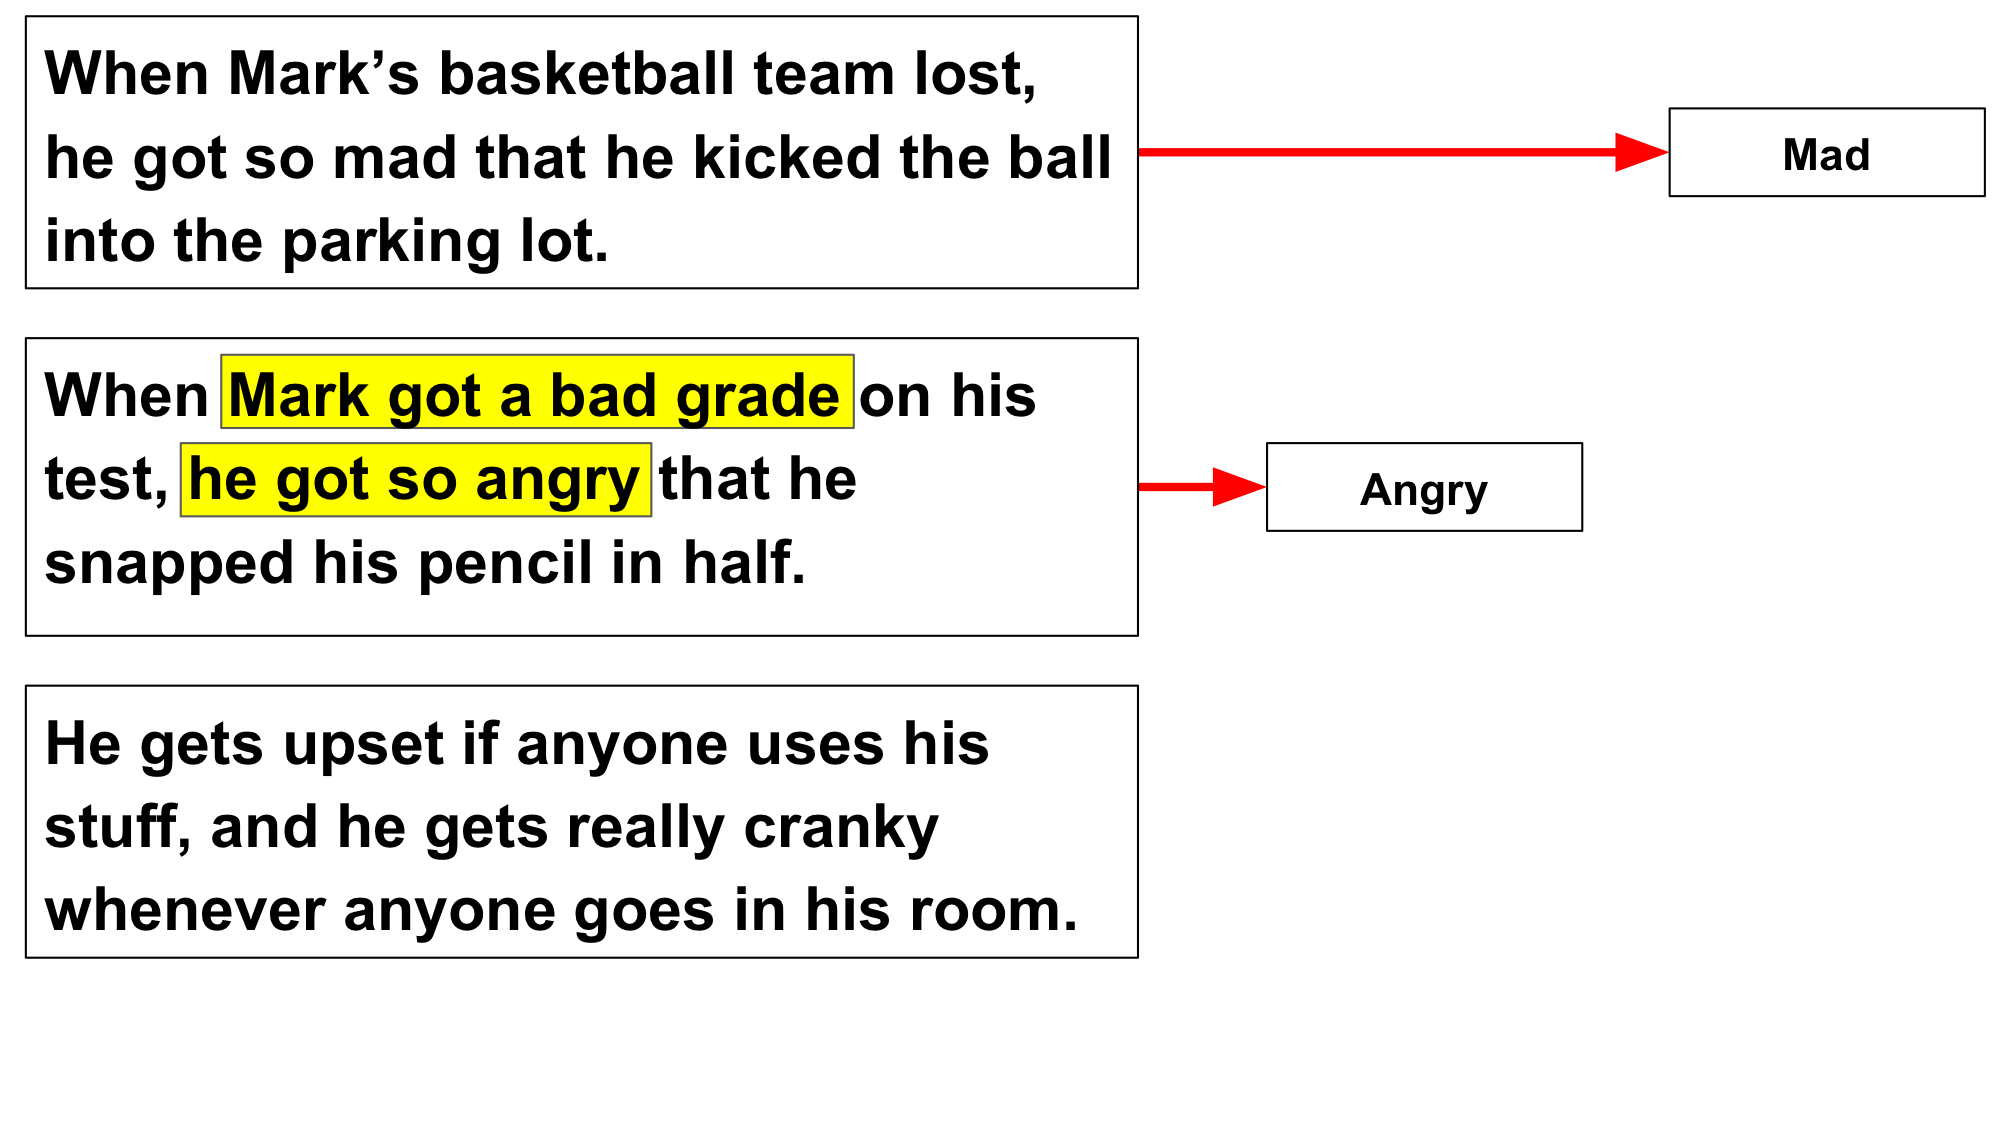 When Mark’s basketball team lost,
he got so mad that he kicked the ball
into the parking lot.
Mad
When Mark got a bad grade on his
test, he got so angry that he
snapped his pencil in half.
Angry
He gets upset if anyone uses his
stuff, and he gets really cranky
whenever anyone goes in his room.